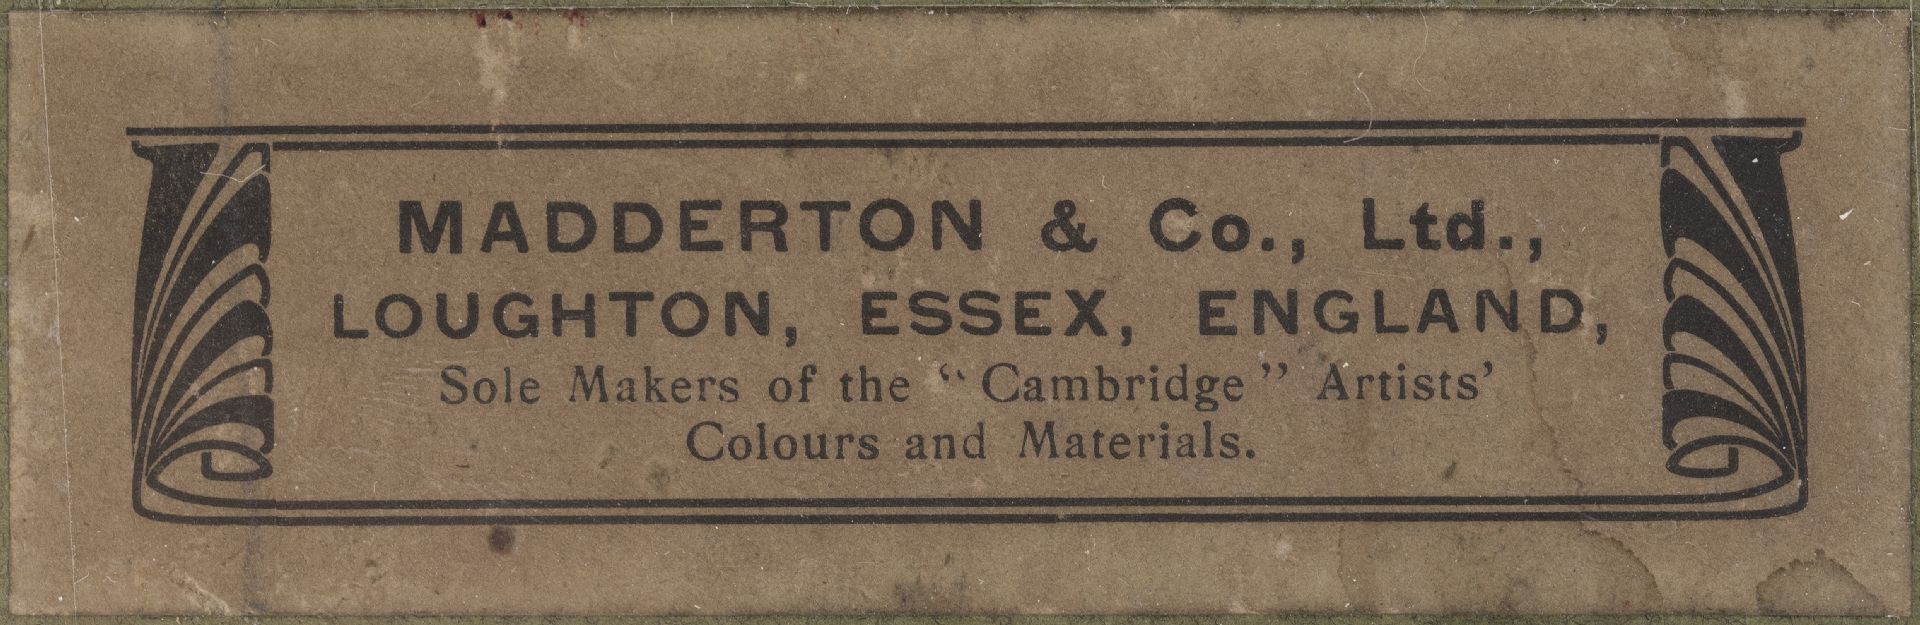 MADDERTON & Co., Ltd.,
LOUGHTON, ESSEX, ENGLAND,
Sole Makers of the “Cambridge” Artists’
Colours and Materials.